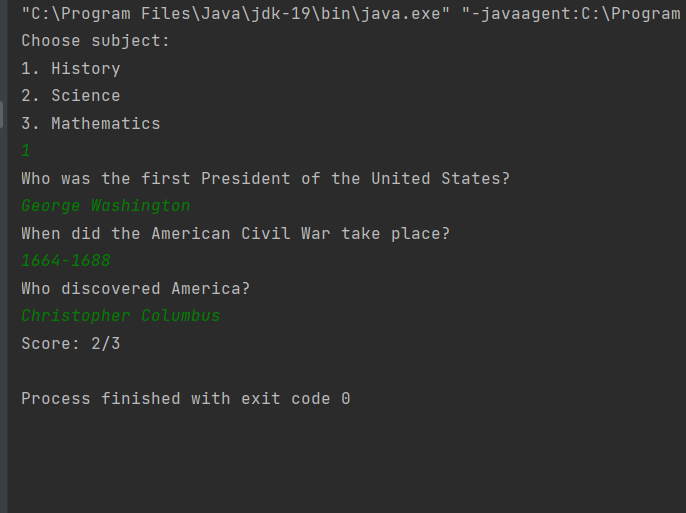 "C:\Program Files\Java\jdk-19\bin\java.exe" "-javaagent:C:\Program
Choose subject:
1. History
2. Science
3. Mathematics
1
Who was the first President of the United States?
George Washington
When did the American Civil War take place?
1664-1688
Who discovered America?
Christopher Columbus
Score: 2/3
Process finished with exit code 0